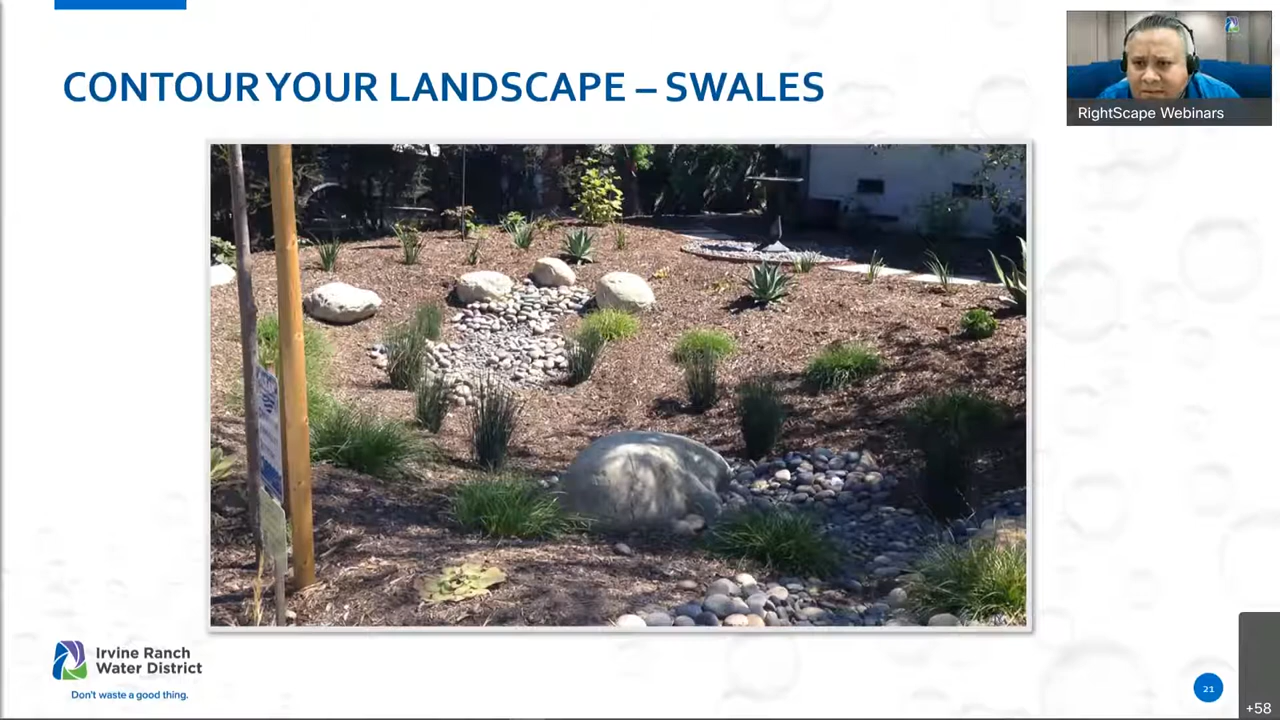 CONTOUR YOUR LANDSCAPE – SWALES
RightScape Webinars
Irvine Ranch
Water District
Don't waste a good thing.
21
+58